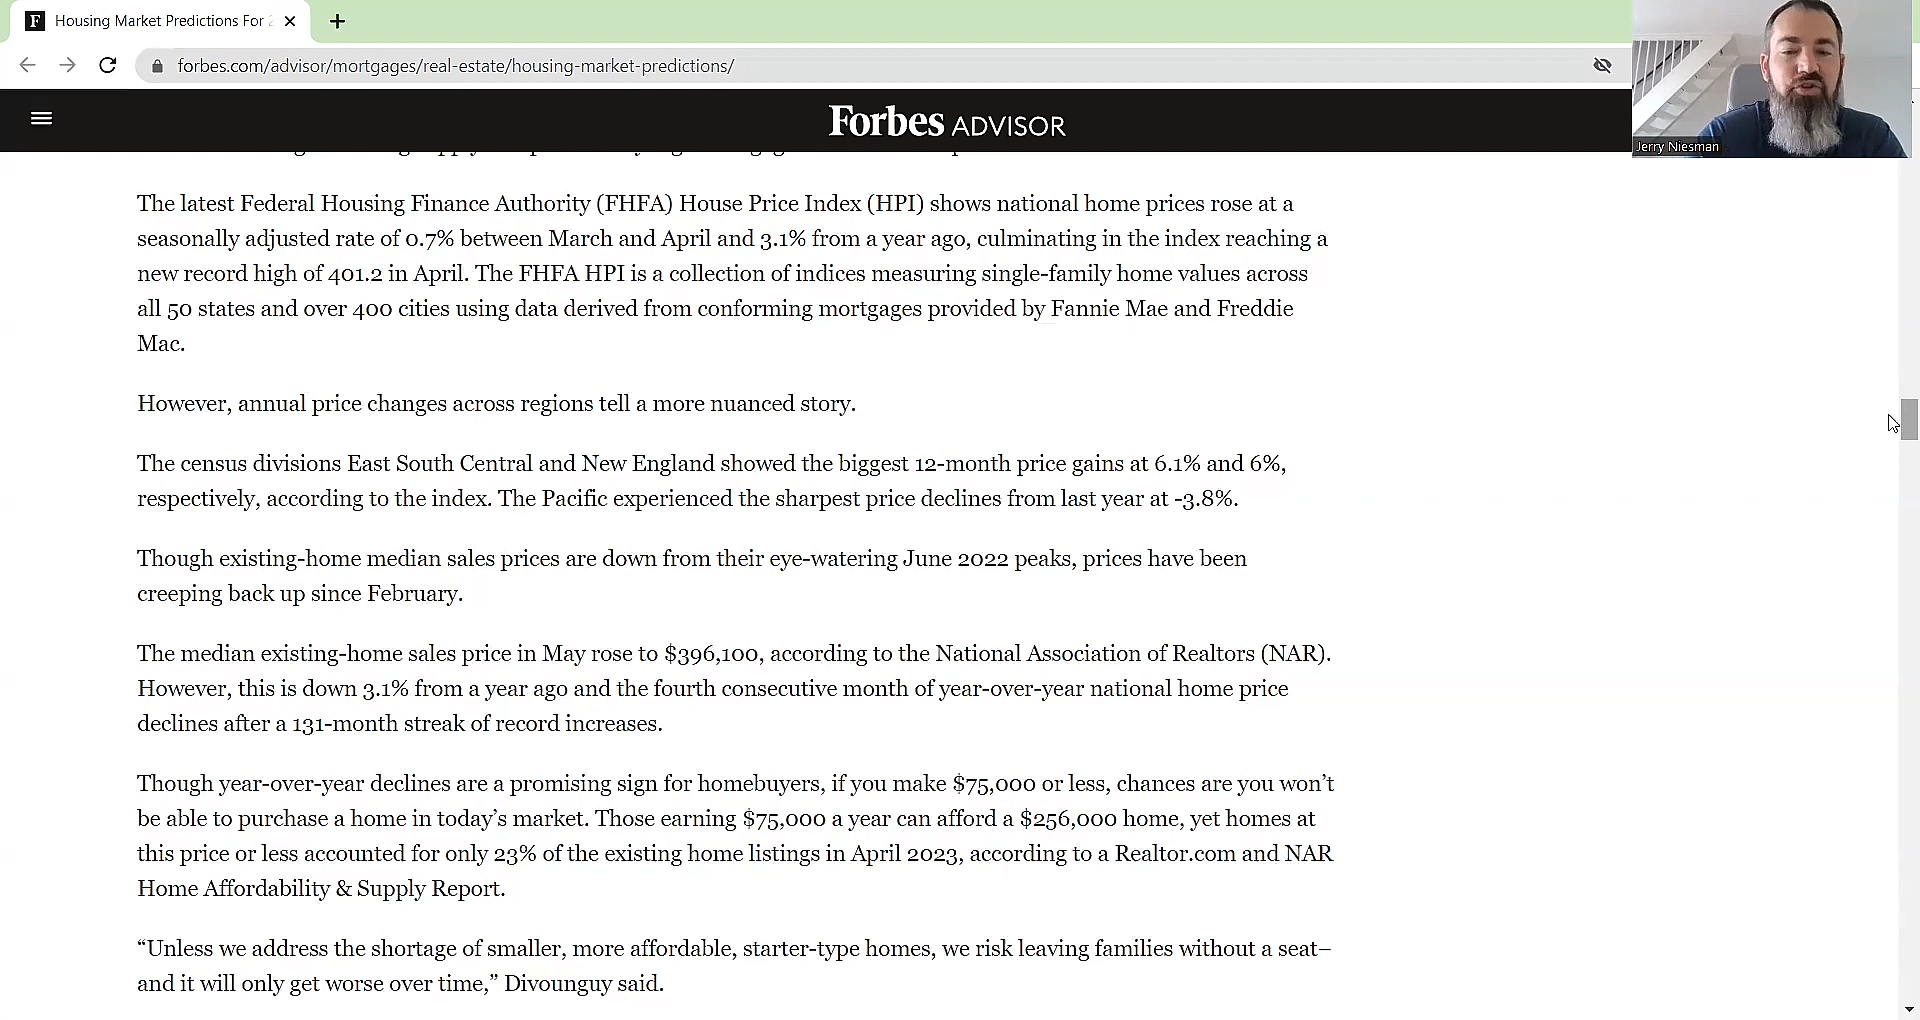 Housing Market Predictions For
forbes.com/advisor/mortgages/real-estate/housing-market-predictions/
Forbes ADVISOR
Jerry Niesman
The latest Federal Housing Finance Authority (FHFA) House Price Index (HPI) shows national home prices rose at a
seasonally adjusted rate of 0.7% between March and April and 3.1% from a year ago, culminating in the index reaching a
new record high of 401.2 in April. The FHFA HPI is a collection of indices measuring single-family home values across
all 50 states and over 400 cities using data derived from conforming mortgages provided by Fannie Mae and Freddie
Mac.
However, annual price changes across regions tell a more nuanced story.
The census divisions East South Central and New England showed the biggest 12-month price gains at 6.1% and 6%,
respectively, according to the index. The Pacific experienced the sharpest price declines from last year at -3.8%.
Though existing-home median sales prices are down from their eye-watering June 2022 peaks, prices have been
creeping back up since February.
The median existing-home sales price in May rose to $396,100, according to the National Association of Realtors (NAR).
However, this is down 3.1% from a year ago and the fourth consecutive month of year-over-year national home price
declines after a 131-month streak of record increases.
Though year-over-year declines are a promising sign for homebuyers, if you make $75,000 or less, chances are you won’t
be able to purchase a home in today’s market. Those earning $75,000 a year can afford a $256,000 home, yet homes at
this price or less accounted for only 23% of the existing home listings in April 2023, according to a Realtor.com and NAR
Home Affordability & Supply Report.
“Unless we address the shortage of smaller, more affordable, starter-type homes, we risk leaving families without a seat–
and it will only get worse over time,” Divounguy said.